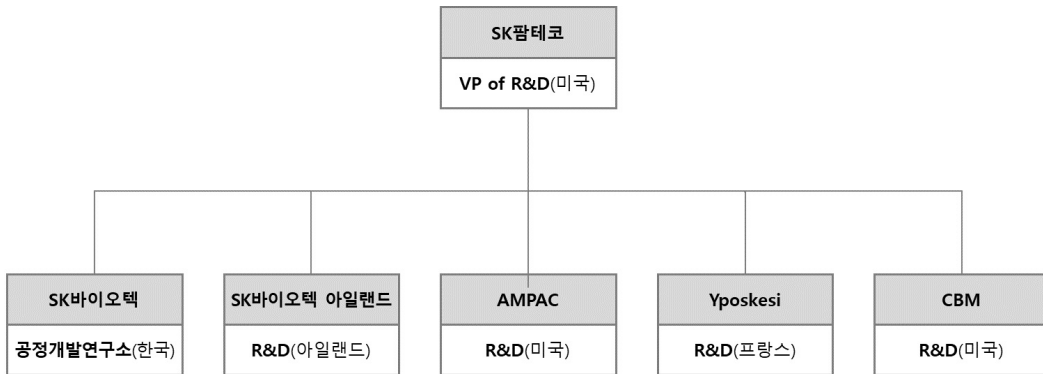 SK팜테코
VP of R&D(미국)
SK바이오텍
공정개발연구소(한국)
SK바이오텍 아일랜드
R&D(아일랜드)
AMPAC
R&D(미국)
Yposkesi
R&D(프랑스)
CBM
R&D(미국)